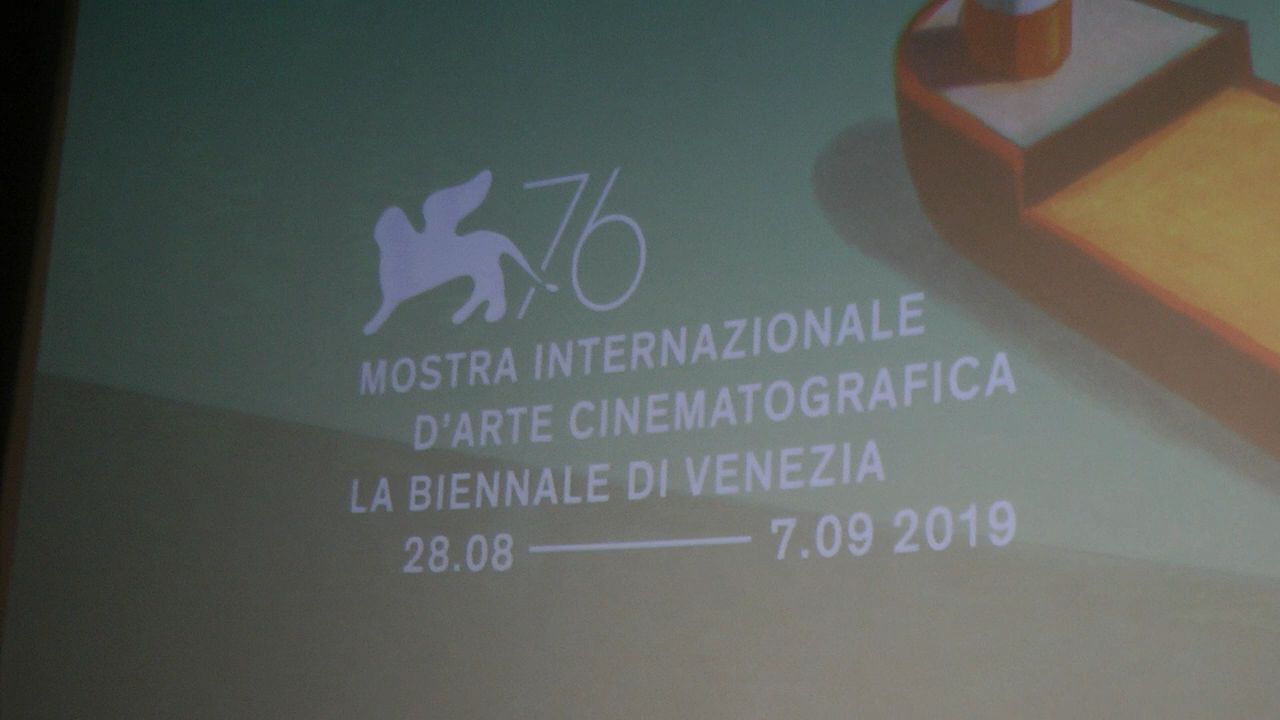 76
MOSTRA INTERNAZIONALE
D'ARTE CINEMATOGRAFICA
LA BIENNALE DI VENEZIA
28.08 — 7.09 2019